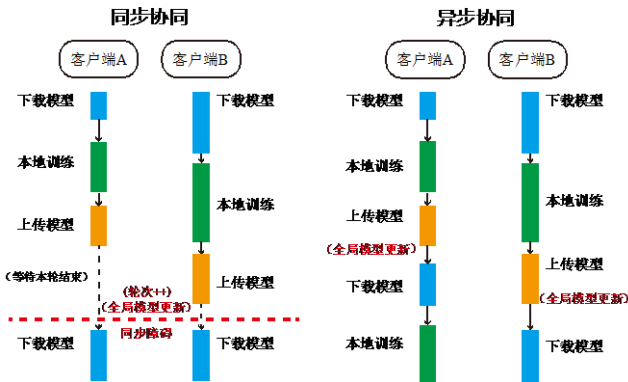 同步协同
异步协同
客户端A
客户端B
客户端A
客户端B
下载模型
下载模型
下载模型
下载模型
本地训练
本地训练
本地训练
本地训练
上传模型
上传模型
上传模型
上传模型
(等待本轮结束)
(轮次++)
(全局模型更新)
(全局模型更新)
(全局模型更新)
下载模型
同步障碍
下载模型
下载模型
本地训练
下载模型